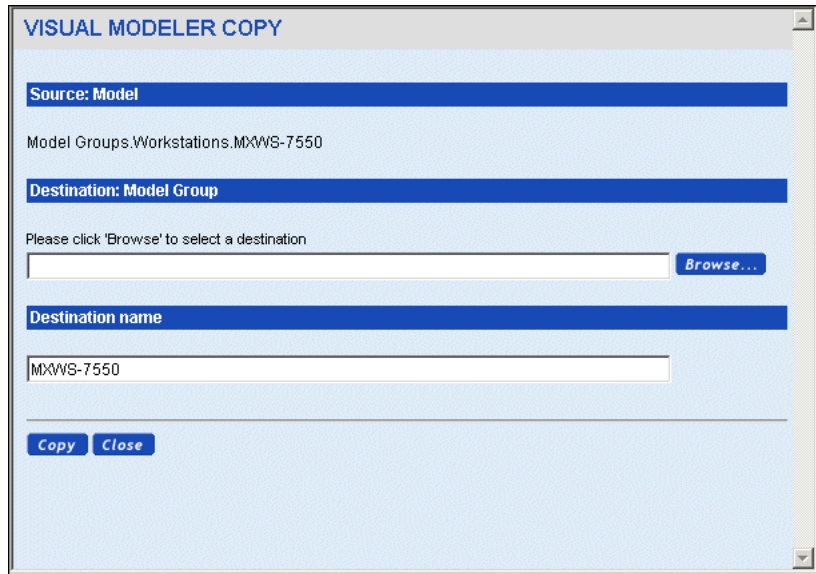 VISUAL MODELER COPY
Source: Model
Model Groups.Workstations.MXWS-7550
Destination: Model Group
Please click 'Browse' to select a destination
Browse...
Destination name
MXWS-7550
Copy Close